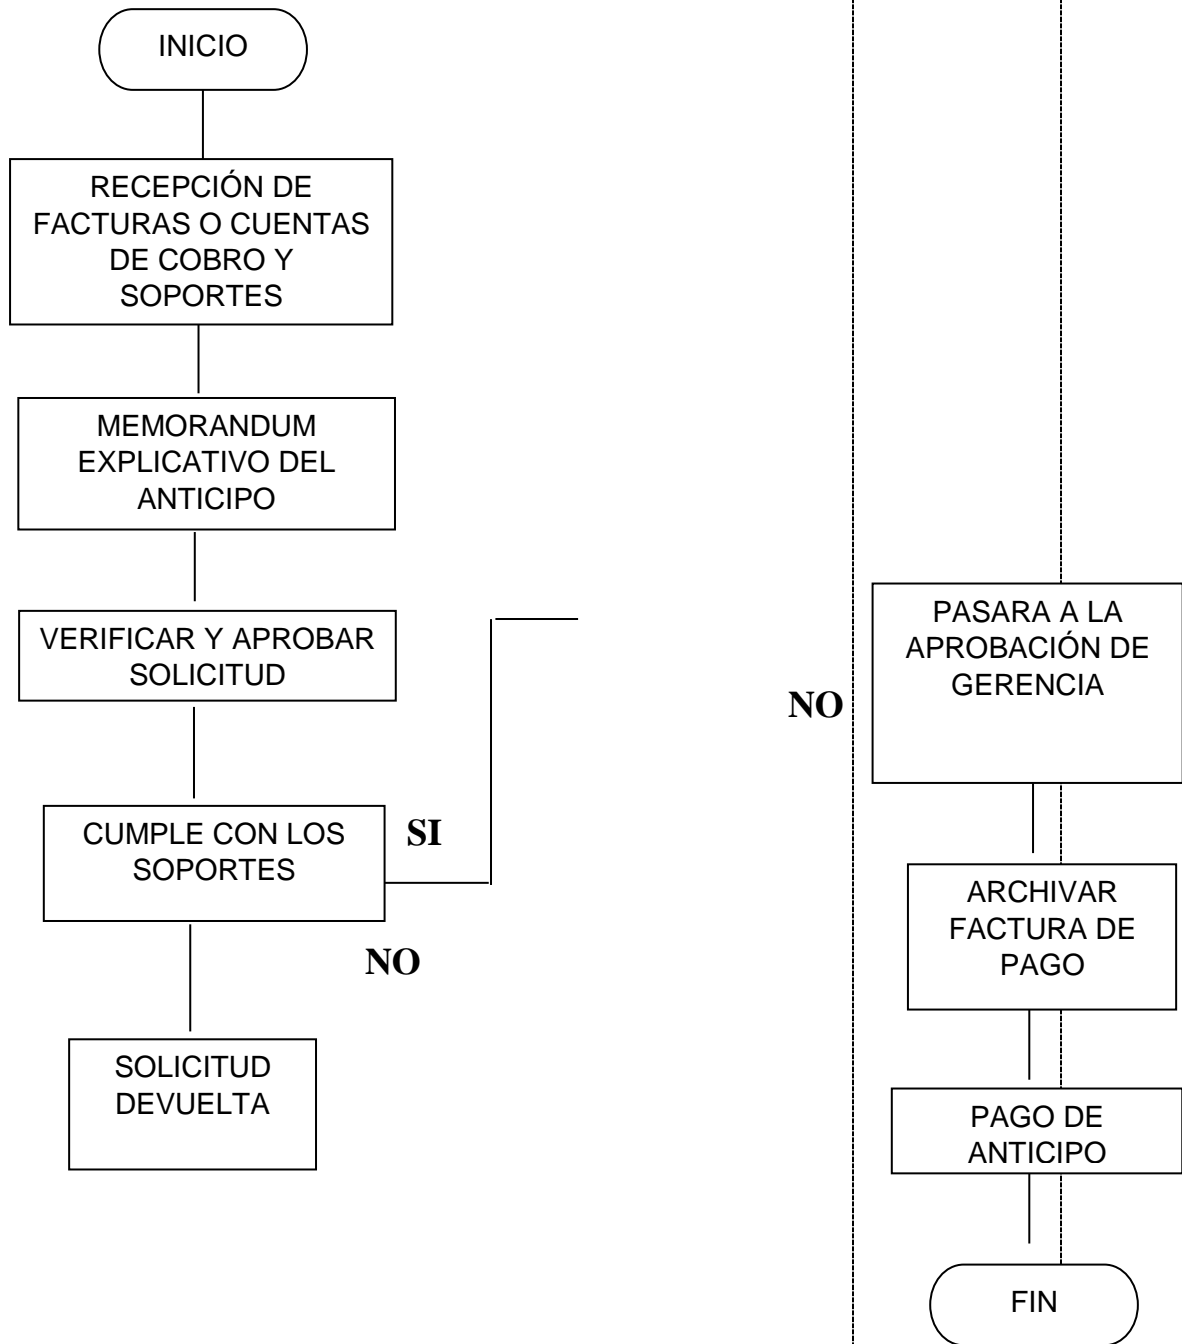 INICIO
RECEPCIÓN DE
FACTURAS O CUENTAS
DE COBRO Y
SOPORTES
MEMORANDUM
EXPLICATIVO DEL
ANTICIPO
VERIFICAR Y APROBAR
SOLICITUD
CUMPLE CON LOS
SOPORTES
SI
NO
SOLICITUD
DEVUELTA
NO
PASARA A LA
APROBACIÓN DE
GERENCIA
ARCHIVAR
FACTURA DE
PAGO
PAGO DE
ANTICIPO
FIN